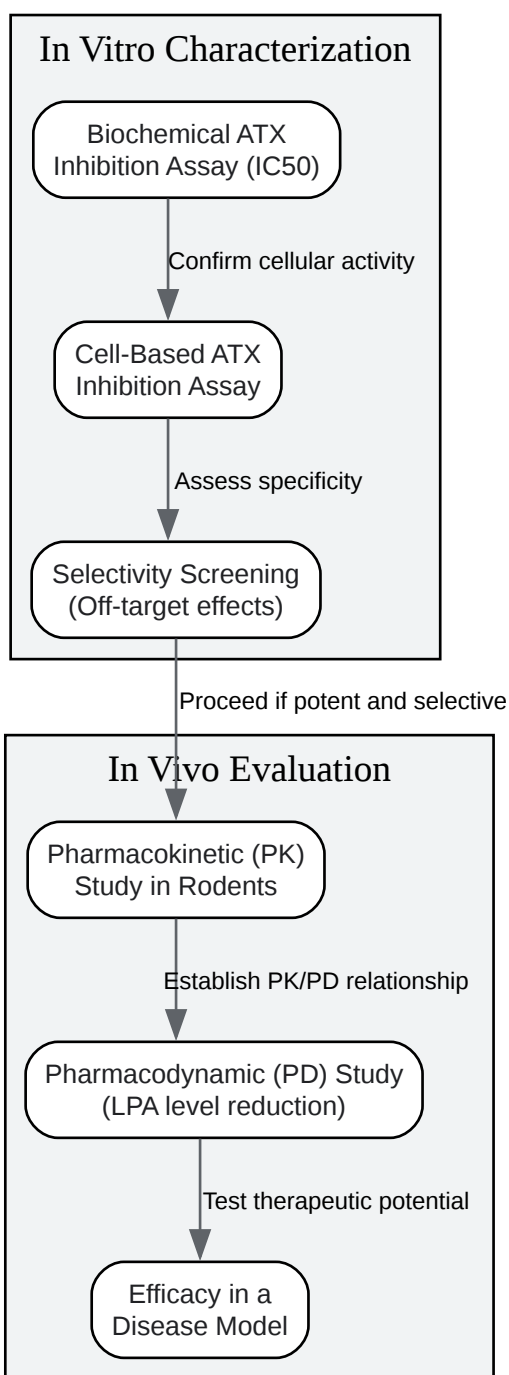 In Vitro Characterization
Biochemical ATX
Inhibition Assay (IC50)
Confirm cellular activity
Cell-Based ATX
Inhibition Assay
Assess specificity
Selectivity Screening
(Off-target effects)
Proceed if potent and selective
In Vivo Evaluation
Pharmacokinetic (PK)
Study in Rodents
Establish PK/PD relationship
Pharmacodynamic (PD) Study
(LPA level reduction)
Test therapeutic potential
Efficacy in a
Disease Model